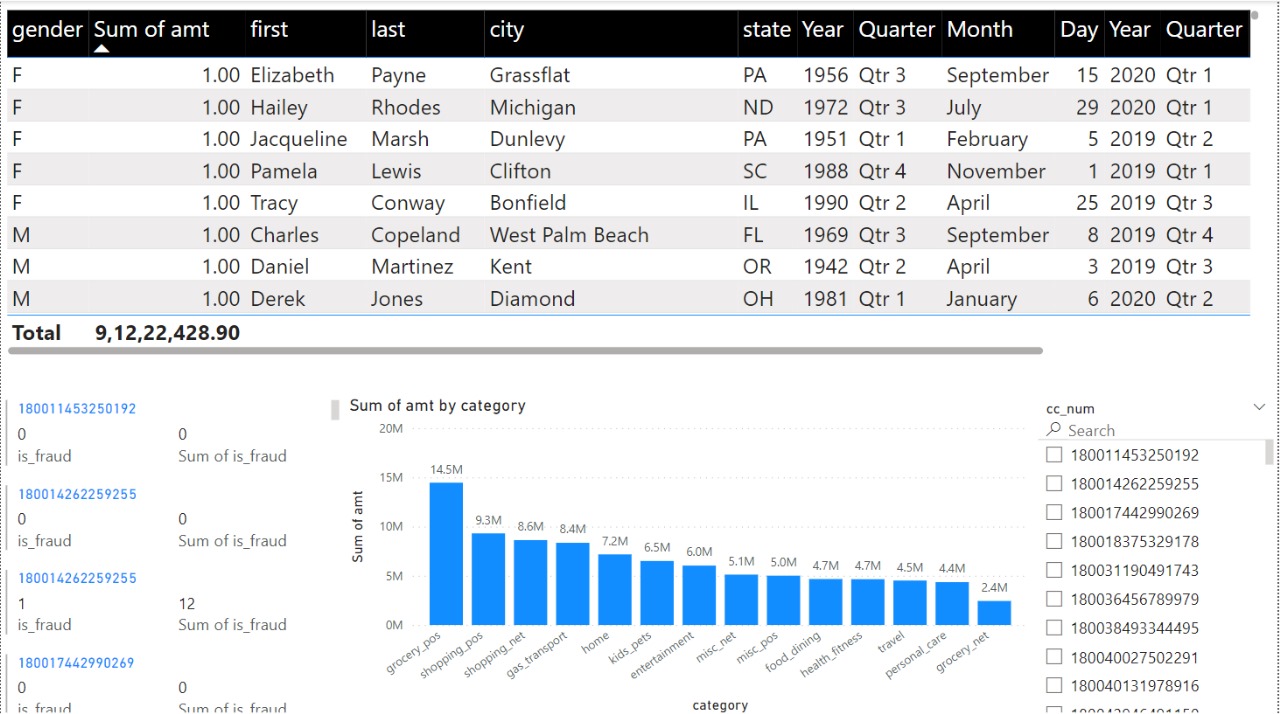 gender Sum of amt first last city state Year Quarter Month Day Year Quarter
F 1.00 Elizabeth Payne Grassflat PA 1956 Qtr 3 September 15 2020 Qtr 1
F 1.00 Hailey Rhodes Michigan ND 1972 Qtr 3 July 29 2020 Qtr 1
F 1.00 Jacqueline Marsh Dunlevy PA 1951 Qtr 1 February 5 2019 Qtr 2
F 1.00 Pamela Lewis Clifton SC 1988 Qtr 4 November 1 2019 Qtr 1
F 1.00 Tracy Conway Bonfield IL 1990 Qtr 2 April 25 2019 Qtr 3
M 1.00 Charles Copeland West Palm Beach FL 1969 Qtr 3 September 8 2019 Qtr 4
M 1.00 Daniel Martinez Kent OR 1942 Qtr 2 April 3 2019 Qtr 3
M 1.00 Derek Jones Diamond OH 1981 Qtr 1 January 6 2020 Qtr 2
Total 9,12,22,428.90
180011453250192
0 0
is_fraud Sum of is_fraud
180014262259255
0 0
is_fraud Sum of is_fraud
180014262259255
1 12
is_fraud Sum of is_fraud
180017442990269
0 0
is_fraud Sum of is_fraud
Sum of amt by category
Sum of amt
20M
15M
10M
5M
0M
14.5M 9.3M 8.6M 8.4M 7.2M 6.5M 6.0M 5.1M 5.0M 4.7M 4.7M 4.5M 4.4M 2.4M
grocery_pos shopping_pos shopping_net gas_transport home kids_pets entertainment misc_net misc_pos food_dining health_fitness travel personal_care grocery_net
category
cc_num
Search
180011453250192
180014262259255
180017442990269
180018375329178
180031190491743
180036456789979
180038493344495
180040027502291
180040131978916